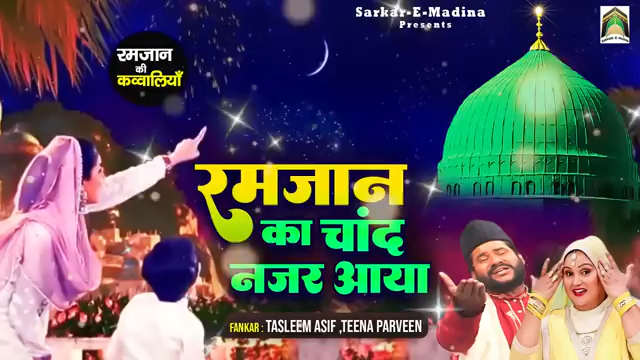 Sarkar-E-Madina
Presents
रमजान
की
कव्वालियाँ
रमजान
का चांद
नजर आया
FANKAR : TASLEEM ASIF ,TEENA PARVEEN